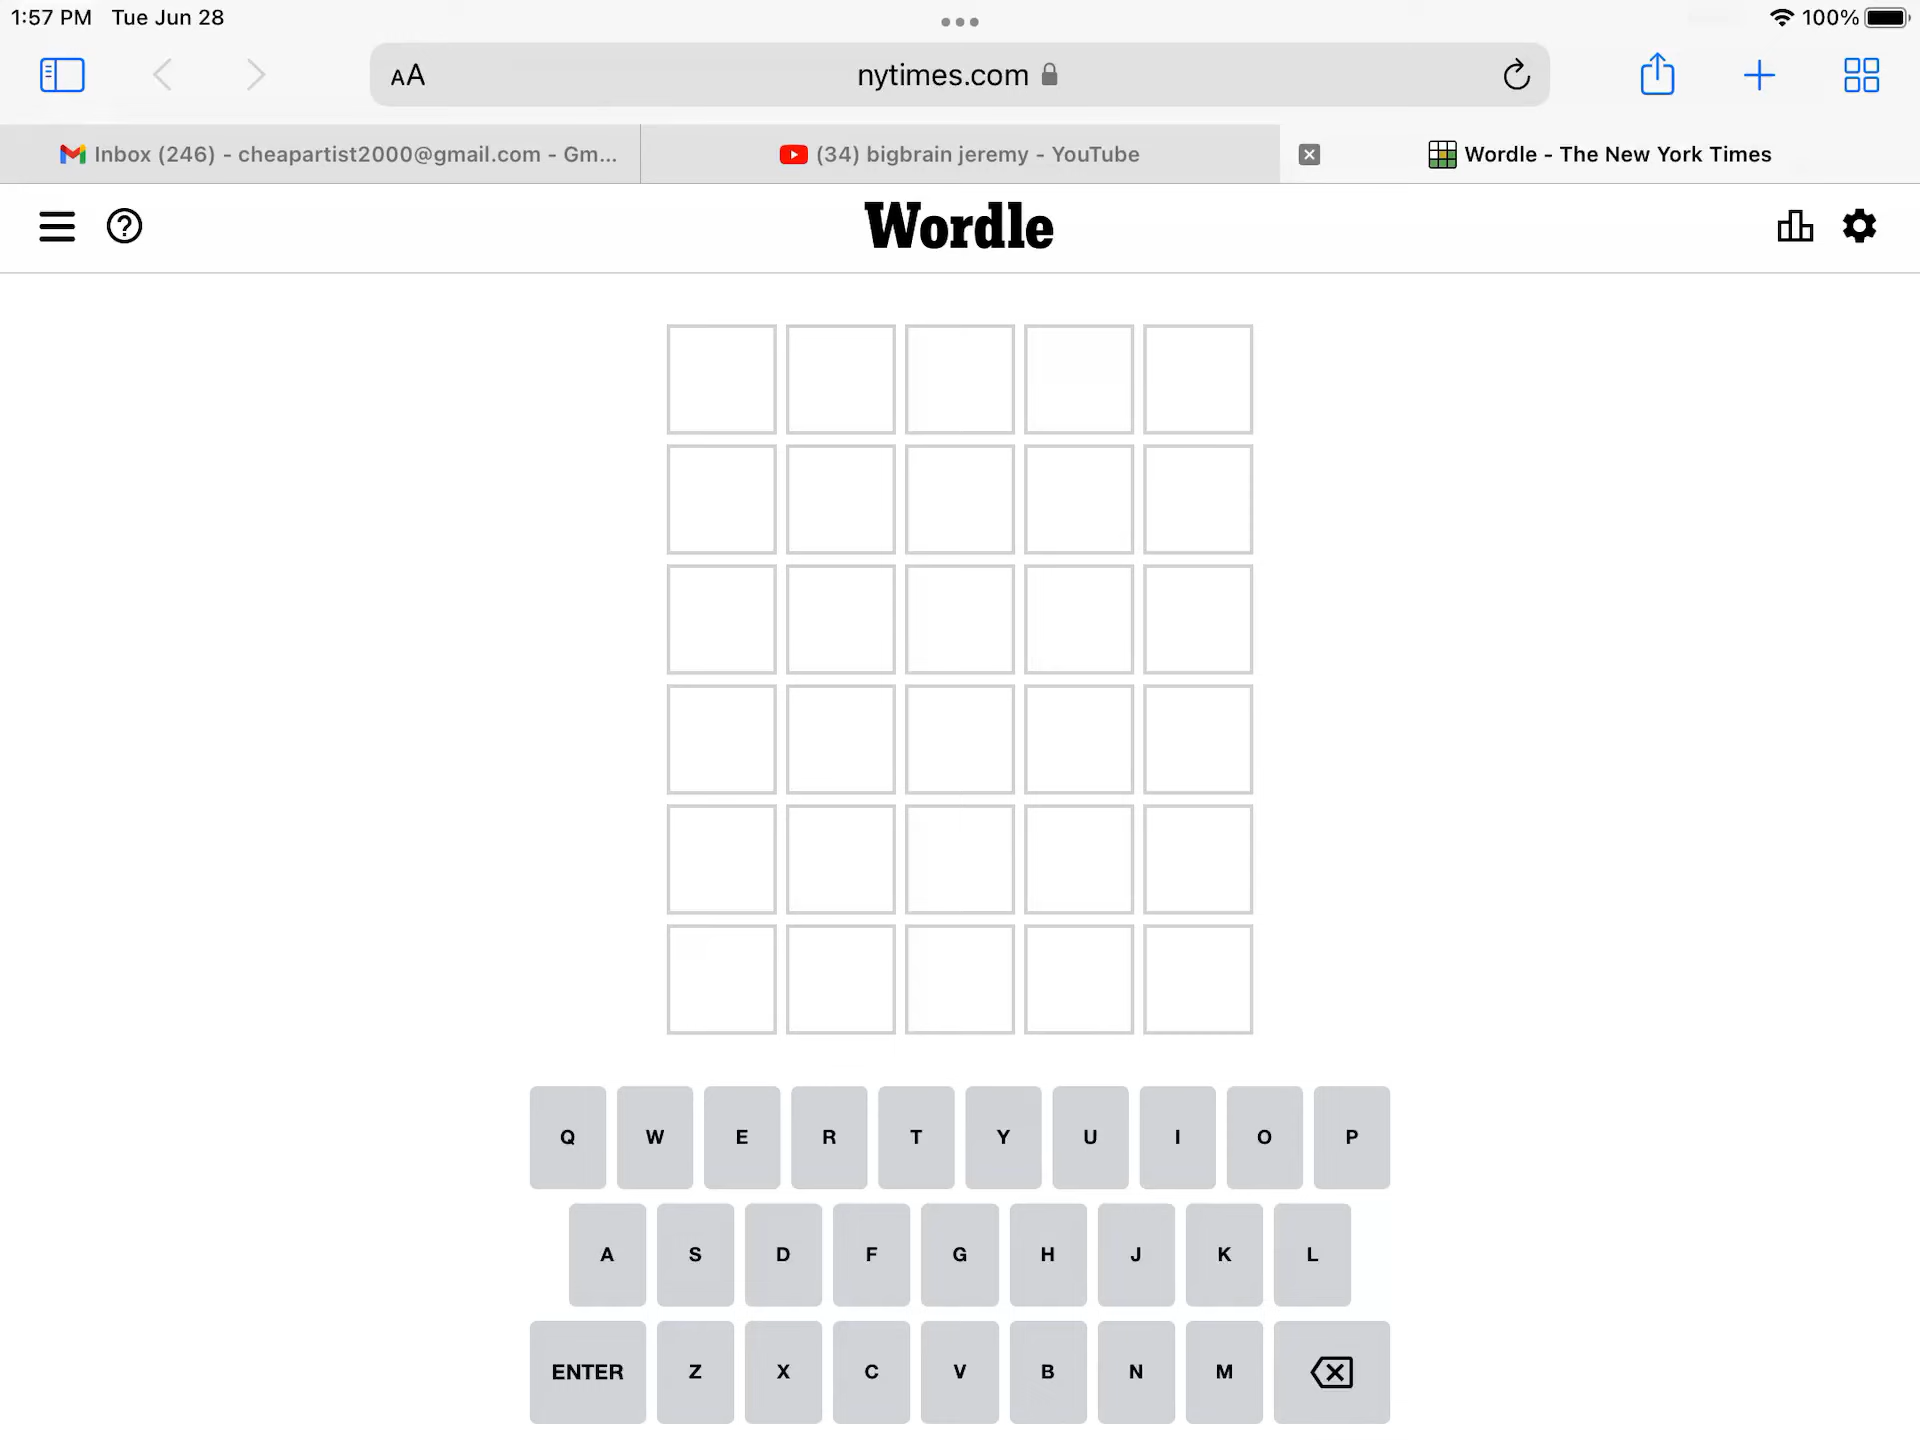 1:57 PM Tue Jun 28
100%
AA
nytimes.com
Inbox (246) - cheapartist2000@gmail.com - Gm...
(34) bigbrain jeremy - YouTube
Wordle - The New York Times
Wordle
Q W E R T Y U I O P
A S D F G H J K L
ENTER Z X C V B N M